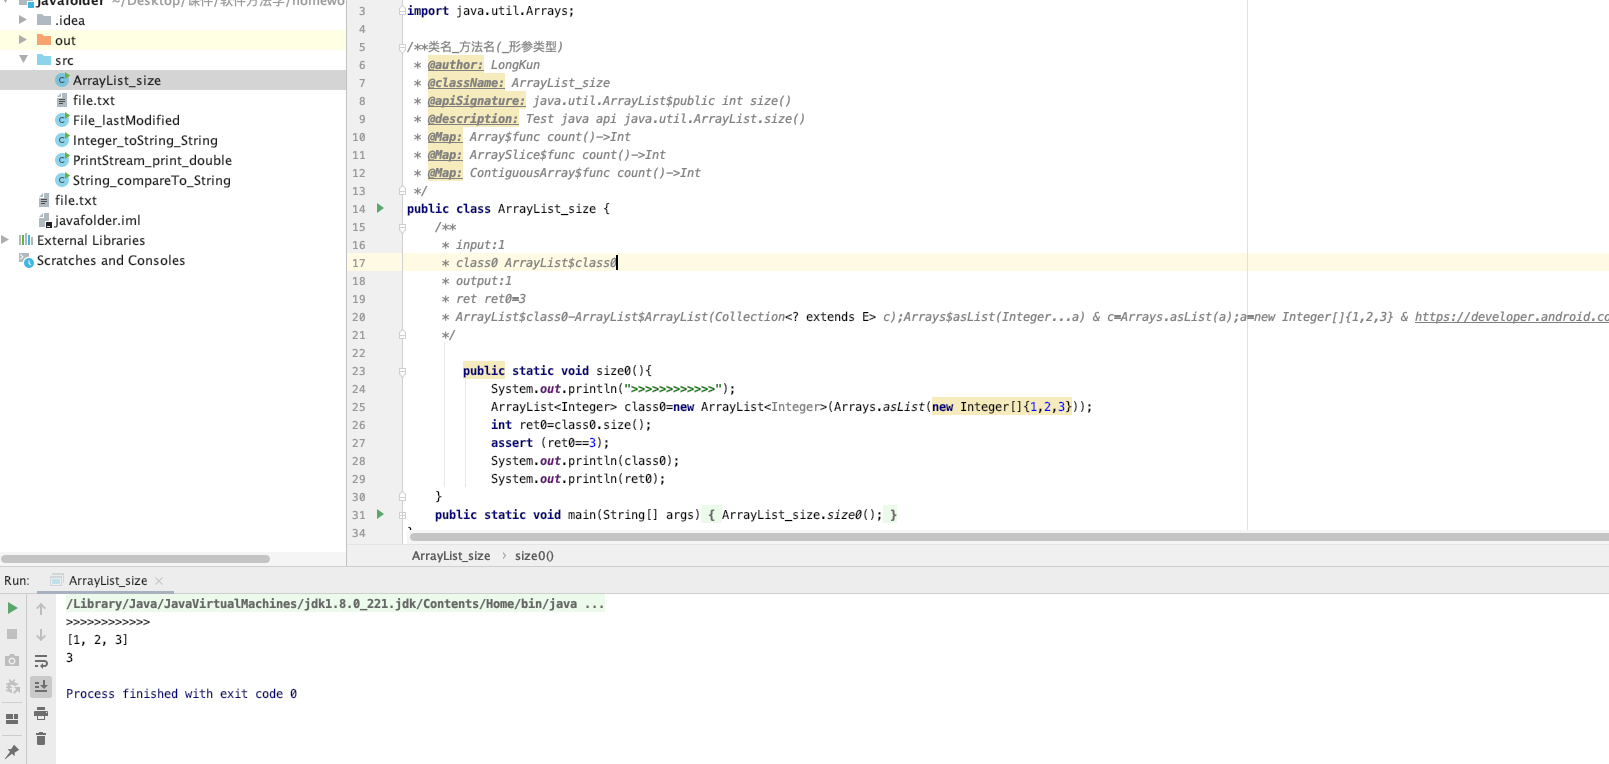 javafolder ~/Desktop/课件/软件方法学/homewo
.idea
out
src
ArrayList_size
file.txt
File_lastModified
Integer_toString_String
PrintStream_print_double
String_compareTo_String
file.txt
javafolder.iml
External Libraries
Scratches and Consoles
3 import java.util.Arrays;
4
5 /**类名_方法名(_形参类型)
6 * @author: LongKun
7 * @className: ArrayList_size
8 * @apiSignature: java.util.ArrayList$public int size()
9 * @description: Test java api java.util.ArrayList.size()
10 * @Map: Array$func count()->Int
11 * @Map: ArraySlice$func count()->Int
12 * @Map: ContiguousArray$func count()->Int
13 */
14 public class ArrayList_size {
15 /**
16 * input:1
17 * class0 ArrayList$class0
18 * output:1
19 * ret ret0=3
20 * ArrayList$class0-ArrayList$ArrayList(Collection<? extends E> c);Arrays$asList(Integer...a) & c=Arrays.asList(a);a=new Integer[]{1,2,3} & https://developer.android.co
21 */
22
23 public static void size0(){
24 System.out.println(">>>>>>>>>>>>");
25 ArrayList<Integer> class0=new ArrayList<Integer>(Arrays.asList(new Integer[]{1,2,3}));
26 int ret0=class0.size();
27 assert (ret0==3);
28 System.out.println(class0);
29 System.out.println(ret0);
30 }
31 public static void main(String[] args) { ArrayList_size.size0(); }
34
ArrayList_size › size0()
Run: ArrayList_size ×
/Library/Java/JavaVirtualMachines/jdk1.8.0_221.jdk/Contents/Home/bin/java ...
>>>>>>>>>>>>
[1, 2, 3]
3
Process finished with exit code 0